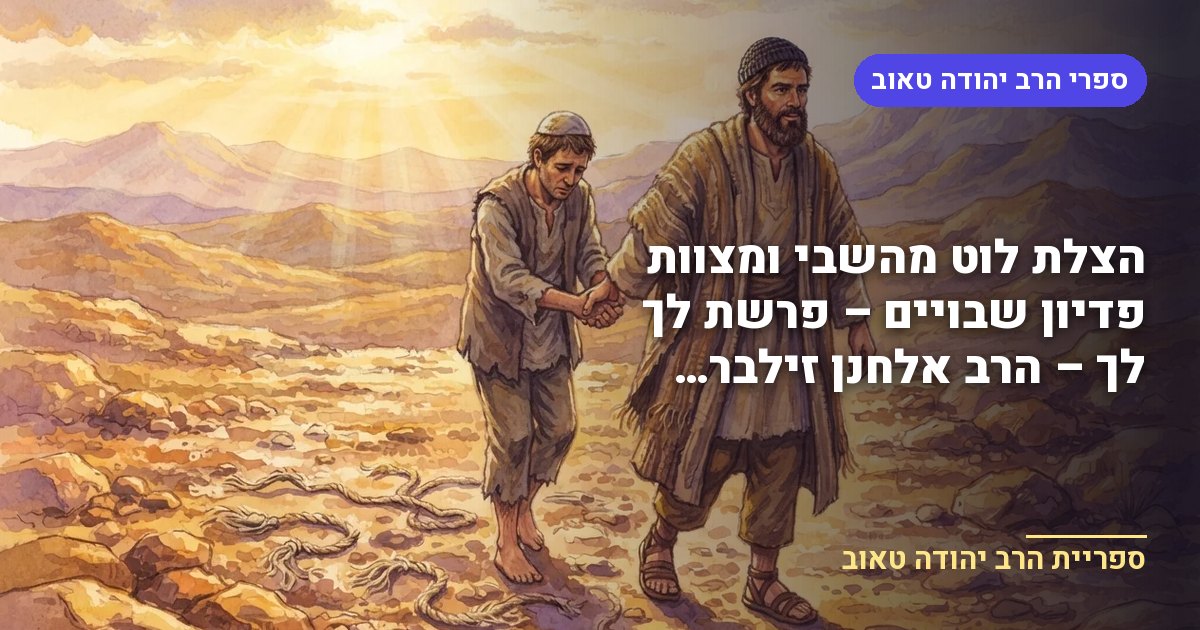 ספרי הרב יהודה טאוב
הצלת לוט מהשבי ומצוות
פדיון שבויים – פרשת לך
לך – הרב אלחנן זילבר...
ספריית הרב יהודה טאוב